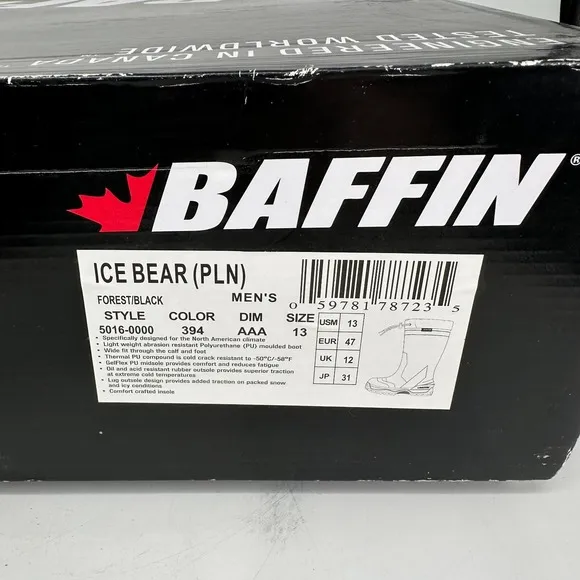 ENGINEERED IN CANADA
TESTED WORLDWIDE
BAFFIN®
ICE BEAR (PLN)
FOREST/BLACK MEN'S
STYLE COLOR DIM SIZE
5016-0000 394 AAA 13
0 59781 78723 5
• Specifically designed for the North American climate
• Light weight abrasion resistant Polyurethane (PU) moulded boot
• Wide fit through the calf and foot
• Thermal PU compound is cold crack resistant to -50°C/-58°F
• GelFlex PU midsole provides comfort and reduces fatigue
• Oil and acid resistant rubber outsole provides superior traction
at extreme cold temperatures
• Lug outsole design provides added traction on packed snow
and icy conditions
• Comfort crafted insole
USM 13
EUR 47
UK 12
JP 31